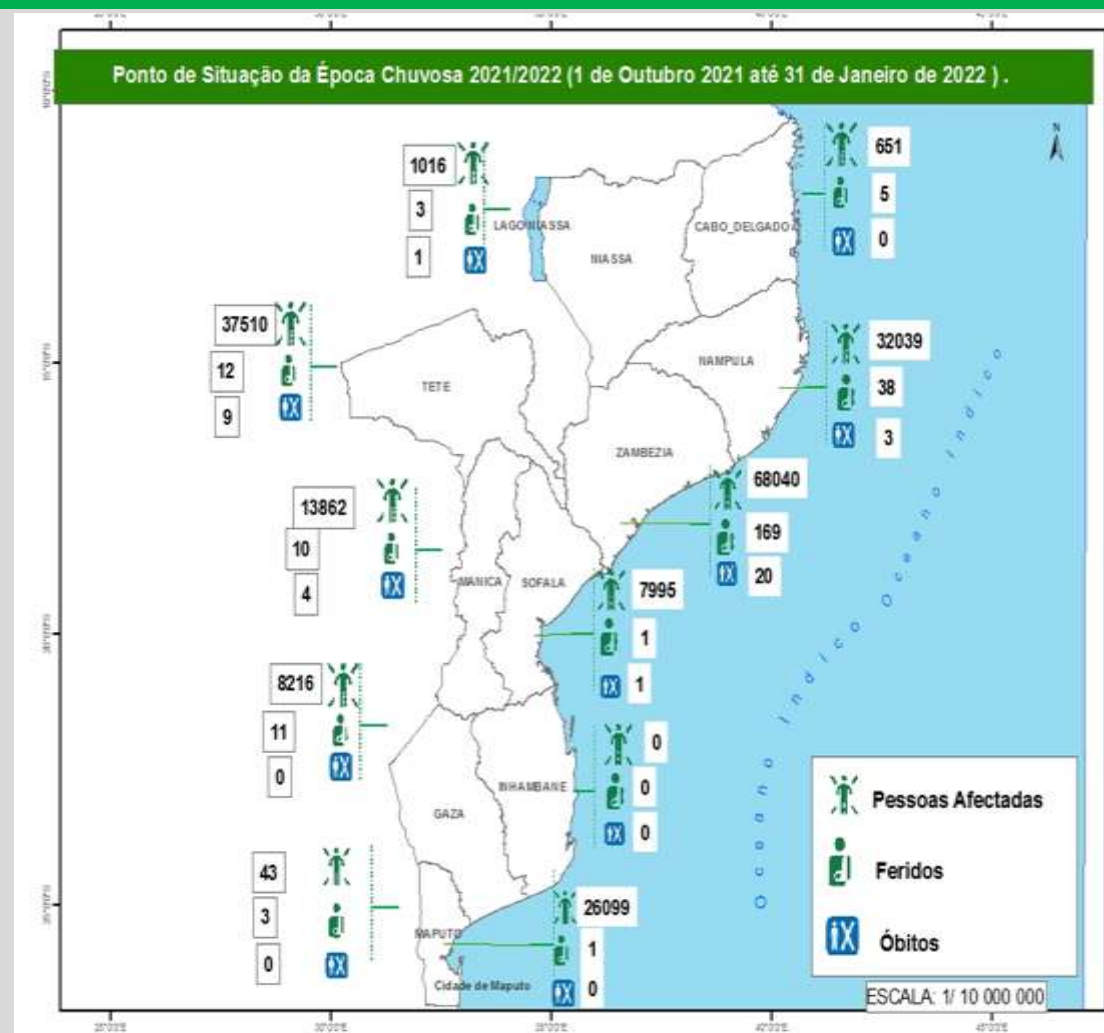 Ponto de Situação da Época Chuvosa 2021/2022 (1 de Outubro 2021 até 31 de Janeiro de 2022 ) .
N
1016
3
1
651
5
0
LAGO NIASSA
NIASSA
CABO_DELGADO
37510
12
9
TETE
NAMPULA
32039
38
3
ZAMBEZIA
68040
169
20
13862
10
4
MANICA
SOFALA
7995
1
1
8216
11
0
GAZA
INHAMBANE
0
0
0
43
3
0
MAPUTO
Cidade de Maputo
26099
1
0
Oceano Indico
Oceano Indico
Pessoas Afectadas
Feridos
Óbitos
ESCALA: 1/ 10 000 000